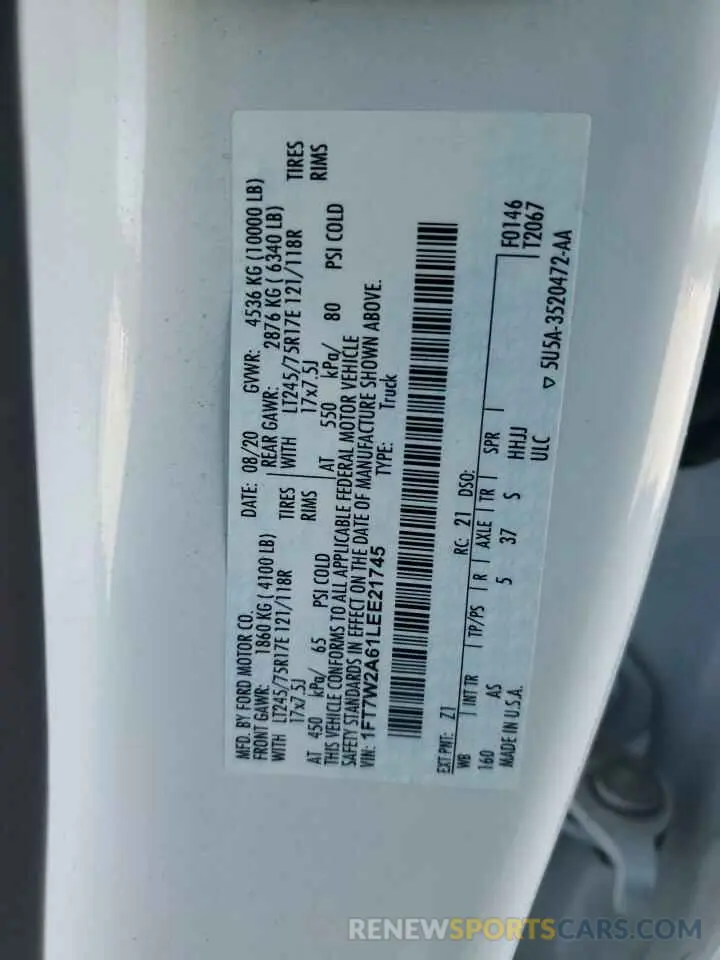 MFD. BY FORD MOTOR CO.
DATE: 08/20 GVWR: 4536 KG (10000 LB)
FRONT GAWR: 1860 KG ( 4100 LB)
REAR GAWR: 2876 KG ( 6340 LB)
WITH LT245/75R17E 121/118R TIRES
WITH LT245/75R17E 121/118R TIRES
17x7.5J RIMS
17x7.5J RIMS
AT 450 kPa/ 65 PSI COLD
AT 550 kPa/ 80 PSI COLD
THIS VEHICLE CONFORMS TO ALL APPLICABLE FEDERAL MOTOR VEHICLE
SAFETY STANDARDS IN EFFECT ON THE DATE OF MANUFACTURE SHOWN ABOVE.
VIN: 1FT7W2A61LEE21745
TYPE: Truck
EXT PNT: Z1 RC: 21 DSO: F0146
T2067
WB INT TR TP/PS R AXLE TR SPR
160 AS 5 37 S HHJJ
MADE IN U.S.A. ULC
▽ 5U5A-3520472-AA
RENEWSPORTSCARS.COM